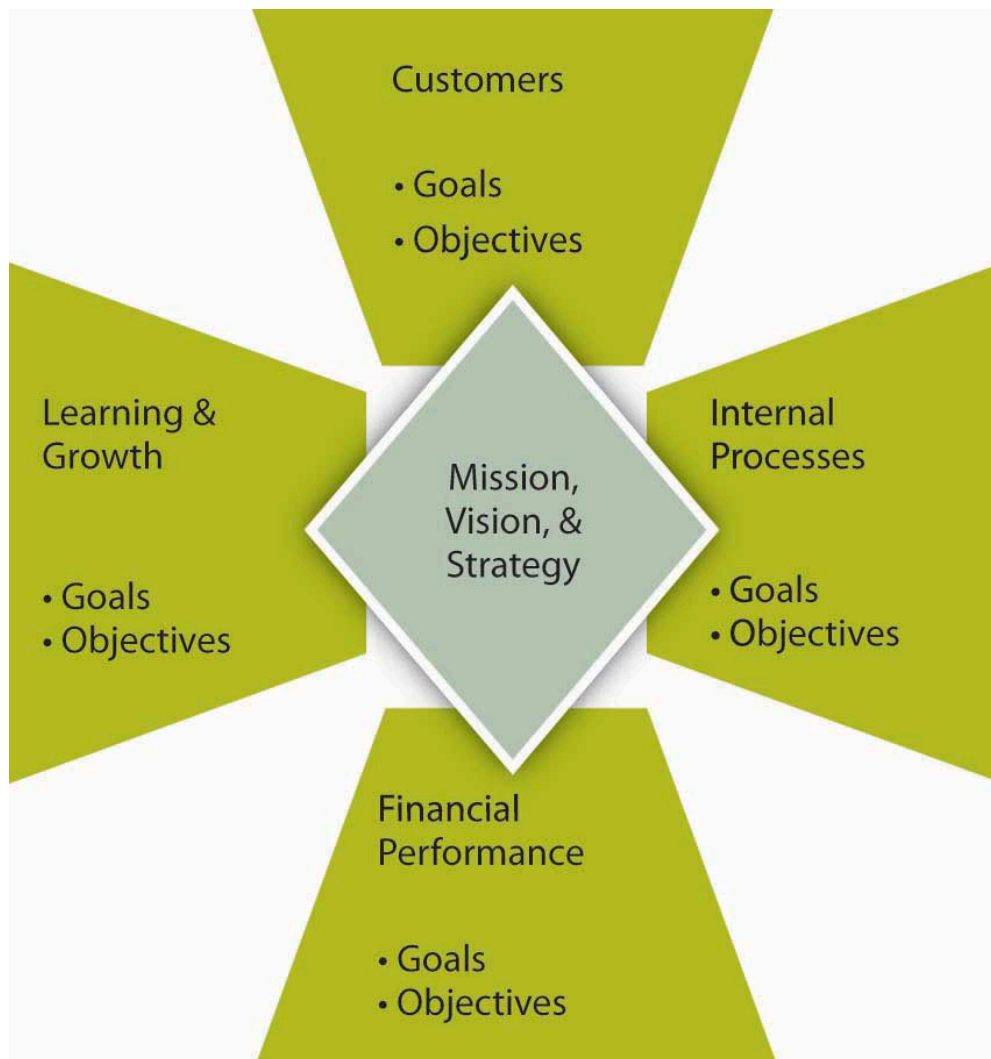 Customers
• Goals
• Objectives
Learning &
Growth
• Goals
• Objectives
Mission,
Vision, &
Strategy
Internal
Processes
• Goals
• Objectives
Financial
Performance
• Goals
• Objectives